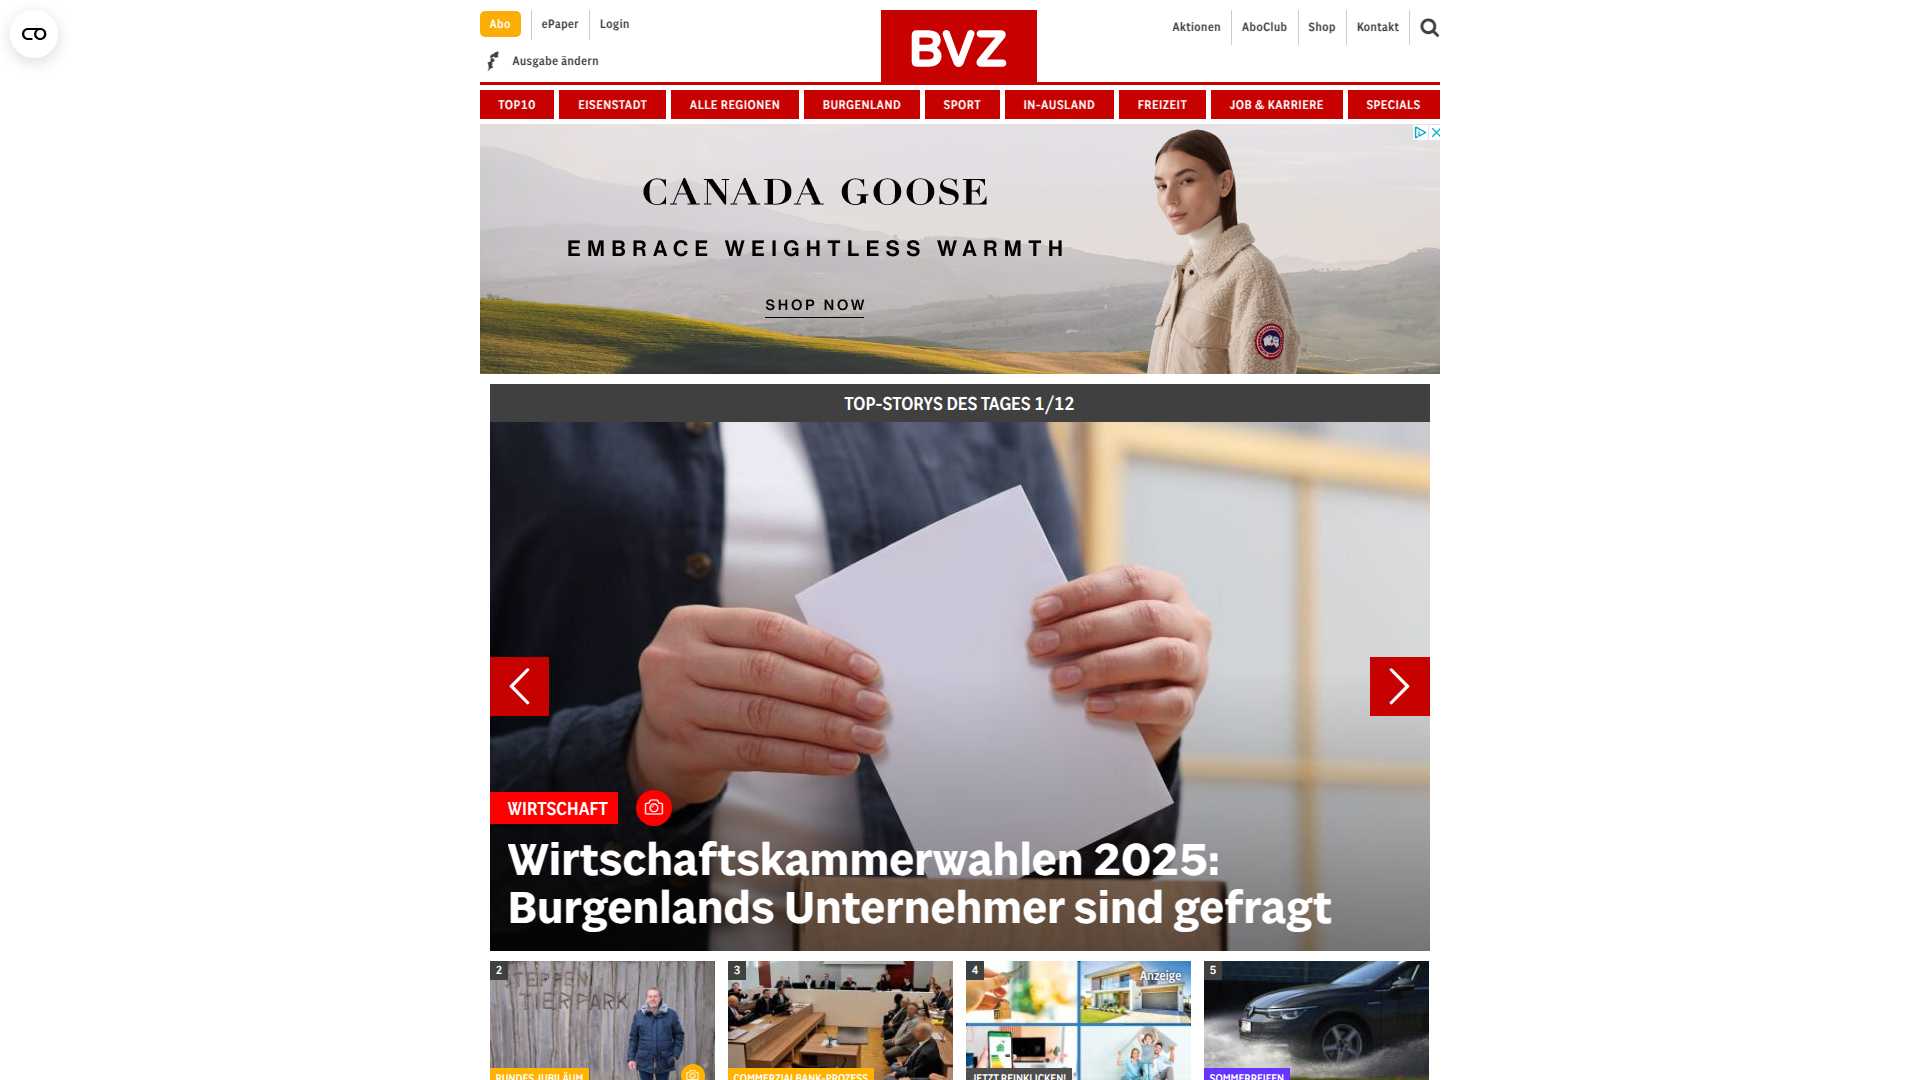 Abo
ePaper
Login
Ausgabe ändern
BVZ
Aktionen
AboClub
Shop
Kontakt
TOP10
EISENSTADT
ALLE REGIONEN
BURGENLAND
SPORT
IN-AUSLAND
FREIZEIT
JOB & KARRIERE
SPECIALS
CANADA GOOSE
EMBRACE WEIGHTLESS WARMTH
SHOP NOW
TOP-STORYS DES TAGES 1/12
WIRTSCHAFT
Wirtschaftskammerwahlen 2025:
Burgenlands Unternehmer sind gefragt
2
STEPPEN
TIERPARK
RUNDES JUBILÄUM
3
COMMERZIALBANK-PROZESS
4
Anzeige
JETZT REINKLICKEN!
5
SOMMERREIFEN